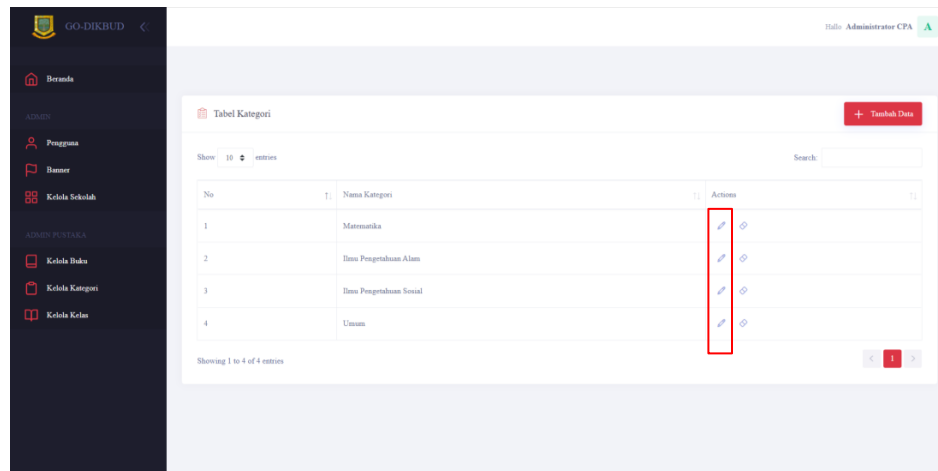 GO-DIKBUD
Hallo Administrator CPA A
Beranda
ADMIN
Pengguna
Banner
Kelola Sekolah
ADMIN PUSTAKA
Kelola Buku
Kelola Kategori
Kelola Kelas
Tabel Kategori
+ Tambah Data
Show 10 entries
Search:
No Nama Kategori Actions
1 Matematika
2 Ilmu Pengetahuan Alam
3 Ilmu Pengetahuan Sosial
4 Umum
Showing 1 to 4 of 4 entries
< 1 >